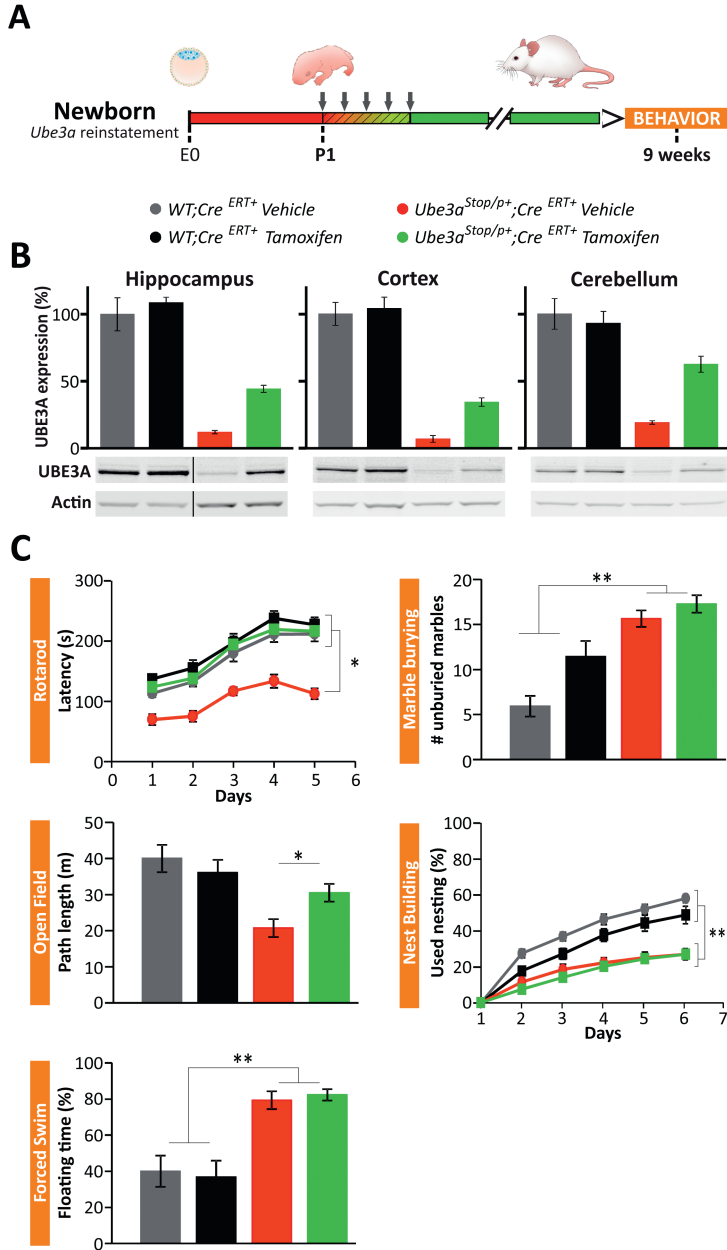 A
Newborn
Ube3a reinstatement
E0
P1
BEHAVIOR
9 weeks
WT;Cre ERT+ Vehicle
Ube3a Stop/p+;Cre ERT+ Vehicle
WT;Cre ERT+ Tamoxifen
Ube3a Stop/p+;Cre ERT+ Tamoxifen
B
Hippocampus
Cortex
Cerebellum
UBE3A expression (%)
100
50
0
UBE3A
Actin
C
Rotarod
Latency (s)
300
200
100
0
0 1 2 3 4 5 6
Days
*
Marble burying
# unburied marbles
20
15
10
5
0
**
Open Field
Path length (m)
50
40
30
20
10
0
*
Nest Building
Used nesting (%)
100
80
60
40
20
0
1 2 3 4 5 6 7
Days
**
Forced Swim
Floating time (%)
80
60
40
20
0
**